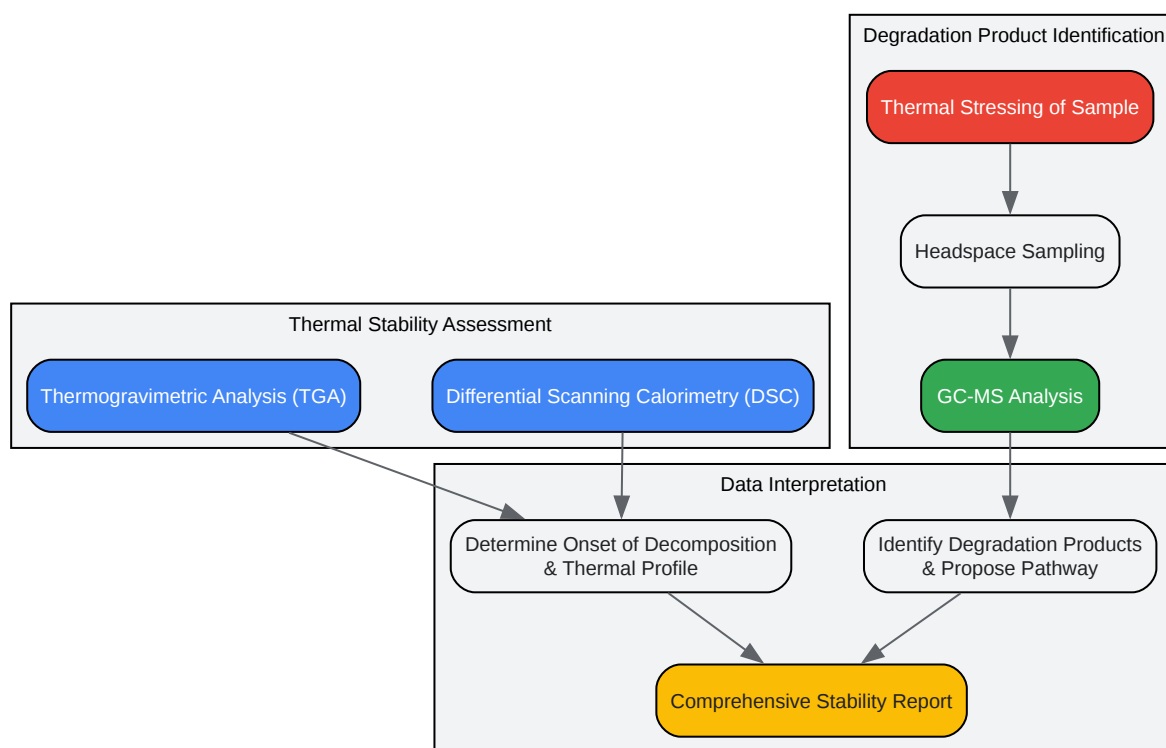 Degradation Product Identification
Thermal Stressing of Sample
Headspace Sampling
Thermal Stability Assessment
Thermogravimetric Analysis (TGA)
Differential Scanning Calorimetry (DSC)
GC-MS Analysis
Data Interpretation
Determine Onset of Decomposition
& Thermal Profile
Identify Degradation Products
& Propose Pathway
Comprehensive Stability Report